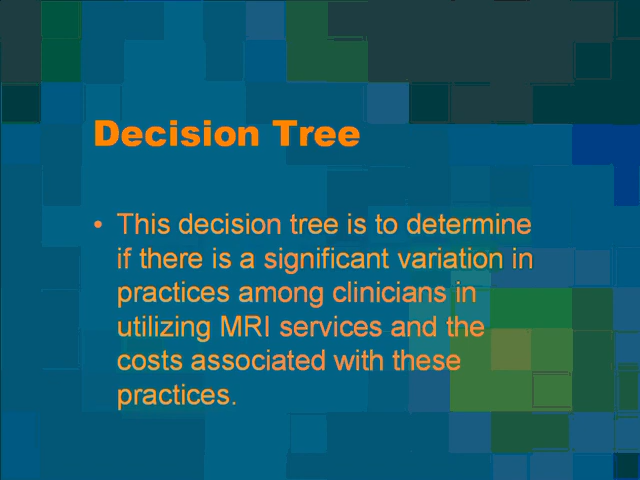 Decision Tree
• This decision tree is to determine
if there is a significant variation in
practices among clinicians in
utilizing MRI services and the
costs associated with these
practices.